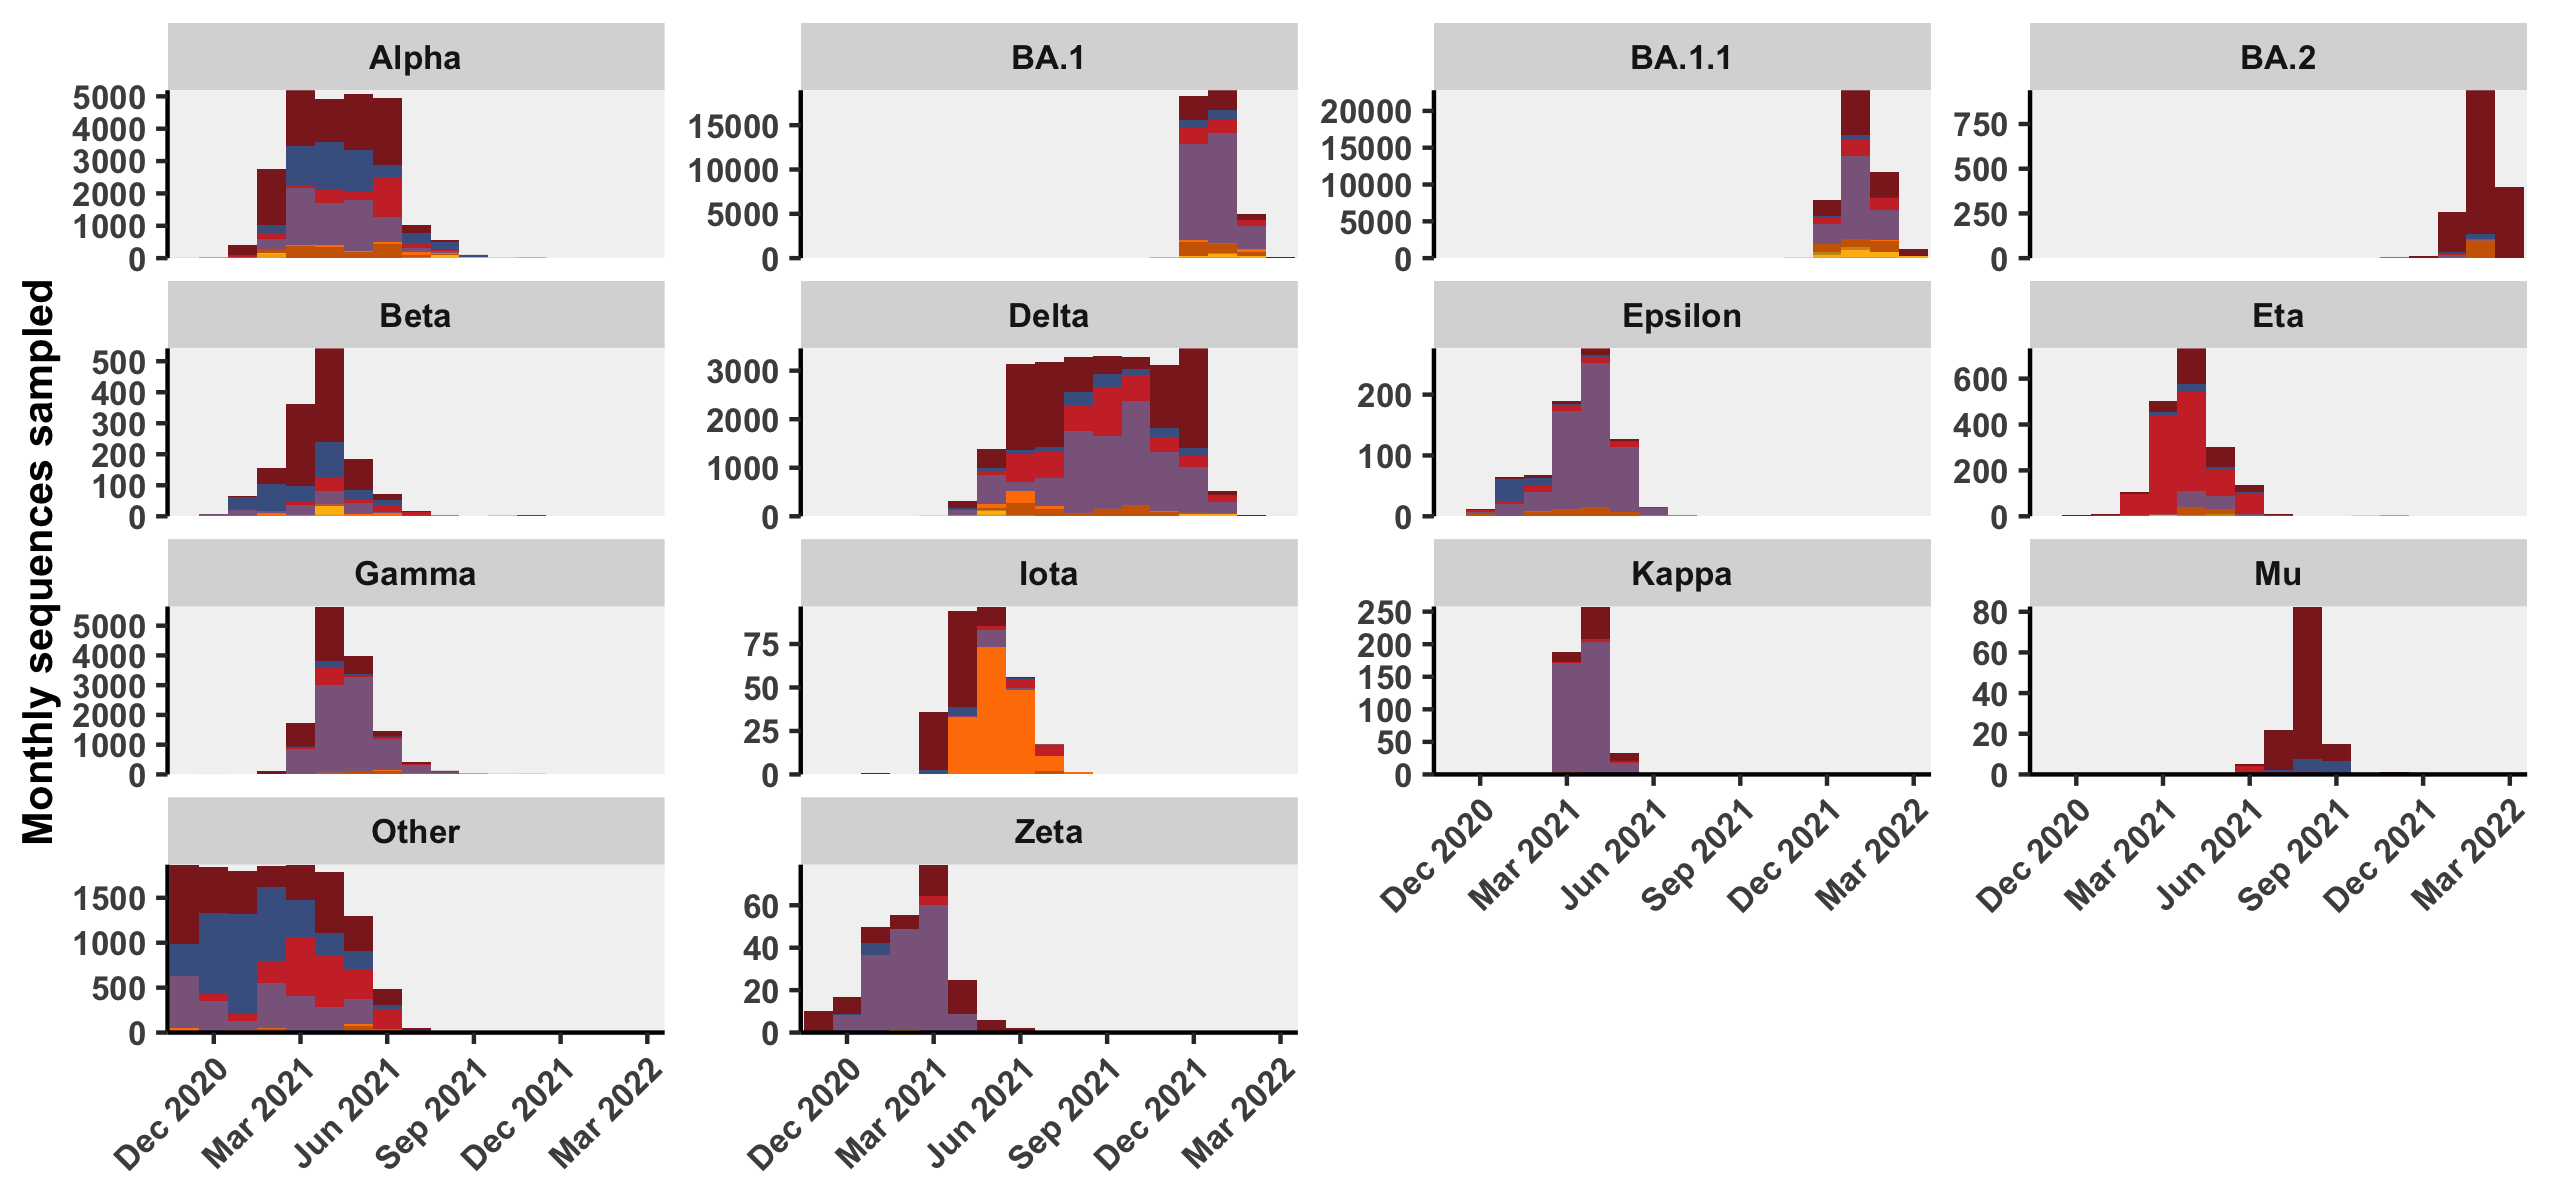 Monthly sequences sampled
Alpha
5000
4000
3000
2000
1000
0
BA.1
15000
10000
5000
0
BA.1.1
20000
15000
10000
5000
0
BA.2
750
500
250
0
Beta
500
400
300
200
100
0
Delta
3000
2000
1000
0
Epsilon
200
100
0
Eta
600
400
200
0
Gamma
5000
4000
3000
2000
1000
0
Iota
75
50
25
0
Kappa
250
200
150
100
50
0
Dec 2020
Mar 2021
Jun 2021
Sep 2021
Dec 2021
Mar 2022
Mu
80
60
40
20
0
Dec 2020
Mar 2021
Jun 2021
Sep 2021
Dec 2021
Mar 2022
Other
1500
1000
500
0
Dec 2020
Mar 2021
Jun 2021
Sep 2021
Dec 2021
Mar 2022
Zeta
60
40
20
0
Dec 2020
Mar 2021
Jun 2021
Sep 2021
Dec 2021
Mar 2022